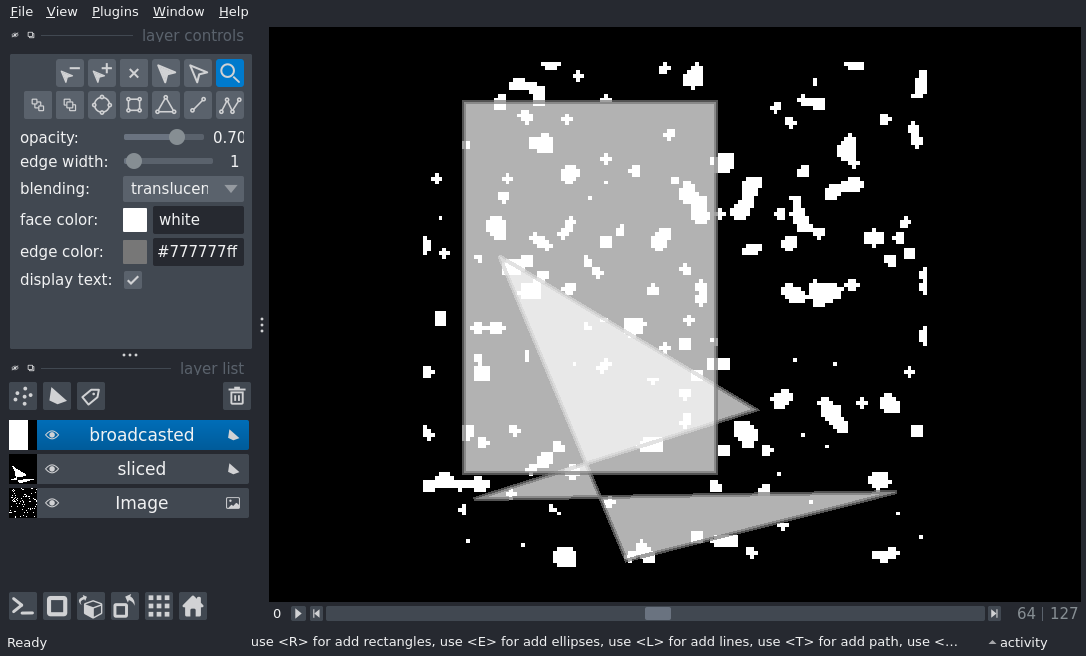 File View Plugins Window Help
layer controls
opacity: 0.70
edge width: 1
blending: translucen
face color: white
edge color: #777777ff
display text:
layer list
broadcasted
sliced
Image
0 64 127
Ready use <R> for add rectangles, use <E> for add ellipses, use <L> for add lines, use <T> for add path, use <... activity